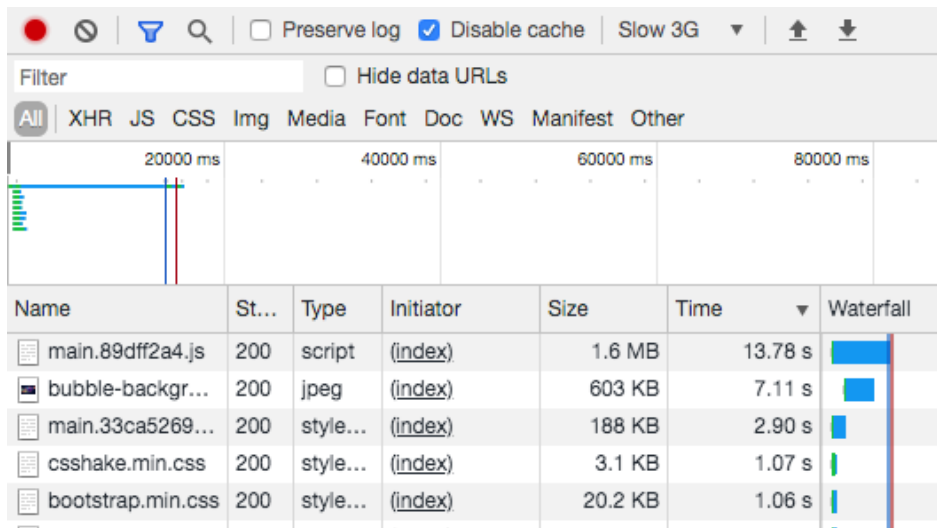 Preserve log Disable cache Slow 3G
Filter Hide data URLs
All XHR JS CSS Img Media Font Doc WS Manifest Other
20000 ms 40000 ms 60000 ms 80000 ms
Name St... Type Initiator Size Time Waterfall
main.89dff2a4.js 200 script (index) 1.6 MB 13.78 s
bubble-backgr... 200 jpeg (index) 603 KB 7.11 s
main.33ca5269... 200 style... (index) 188 KB 2.90 s
csshake.min.css 200 style... (index) 3.1 KB 1.07 s
bootstrap.min.css 200 style... (index) 20.2 KB 1.06 s